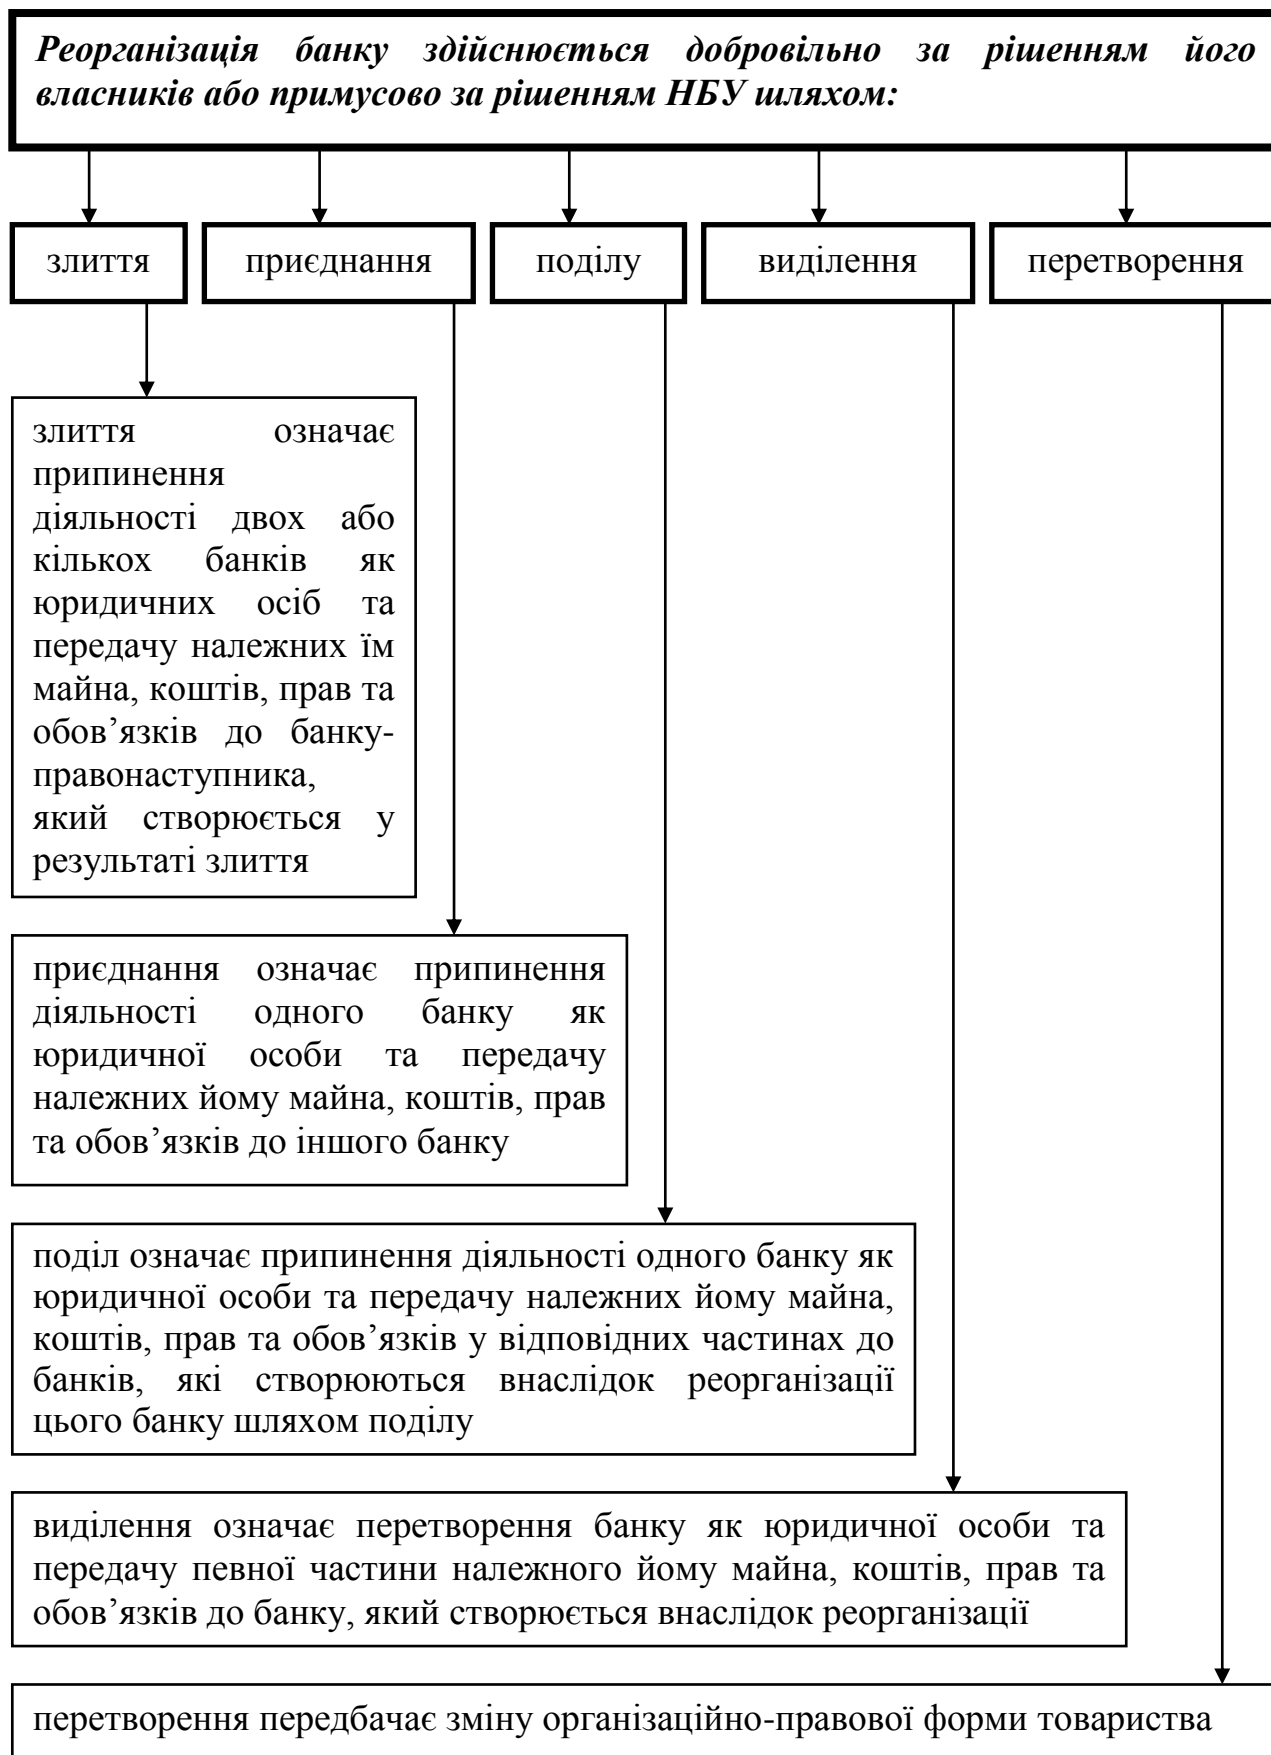 Реорганізація банку здійснюється добровільно за рішенням його
власників або примусово за рішенням НБУ шляхом:
злиття
приєднання
поділу
виділення
перетворення
злиття означає
припинення
діяльності двох або
кількох банків як
юридичних осіб та
передачу належних їм
майна, коштів, прав та
обов’язків до банку-
правонаступника,
який створюється у
результаті злиття
приєднання означає припинення
діяльності одного банку як
юридичної особи та передачу
належних йому майна, коштів, прав
та обов’язків до іншого банку
поділ означає припинення діяльності одного банку як
юридичної особи та передачу належних йому майна,
коштів, прав та обов’язків у відповідних частинах до
банків, які створюються внаслідок реорганізації
цього банку шляхом поділу
виділення означає перетворення банку як юридичної особи та
передачу певної частини належного йому майна, коштів, прав та
обов’язків до банку, який створюється внаслідок реорганізації
перетворення передбачає зміну організаційно-правової форми товариства